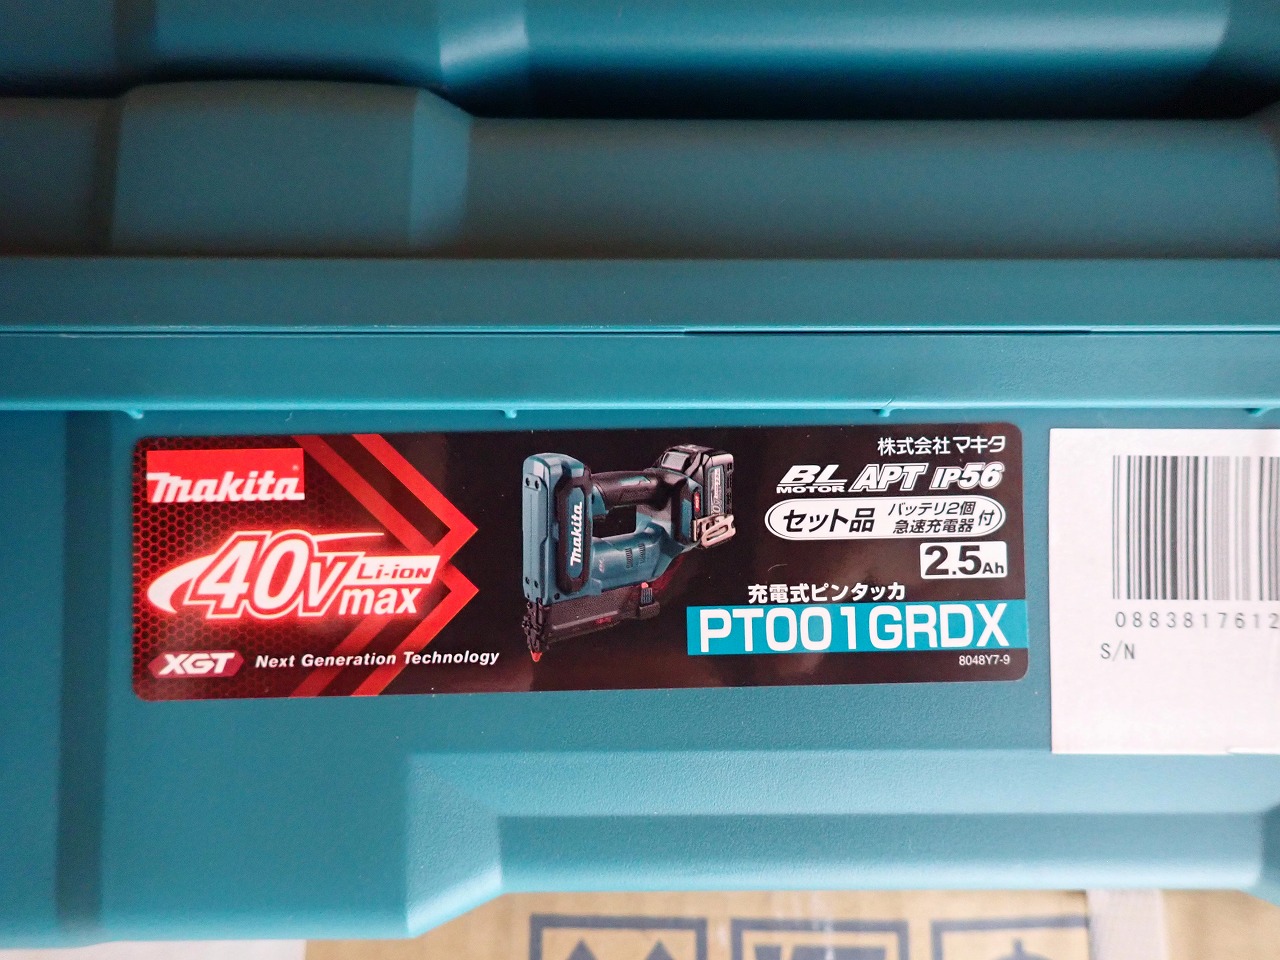 makita
40Vmax Li-ion
XGT Next Generation Technology
makita
株式会社マキタ
BL MOTOR APT IP56
セット品 バッテリ2個 急速充電器 付
2.5Ah
充電式ピンタッカ
PT001GRDX
8048Y7-9
0883817612
S/N